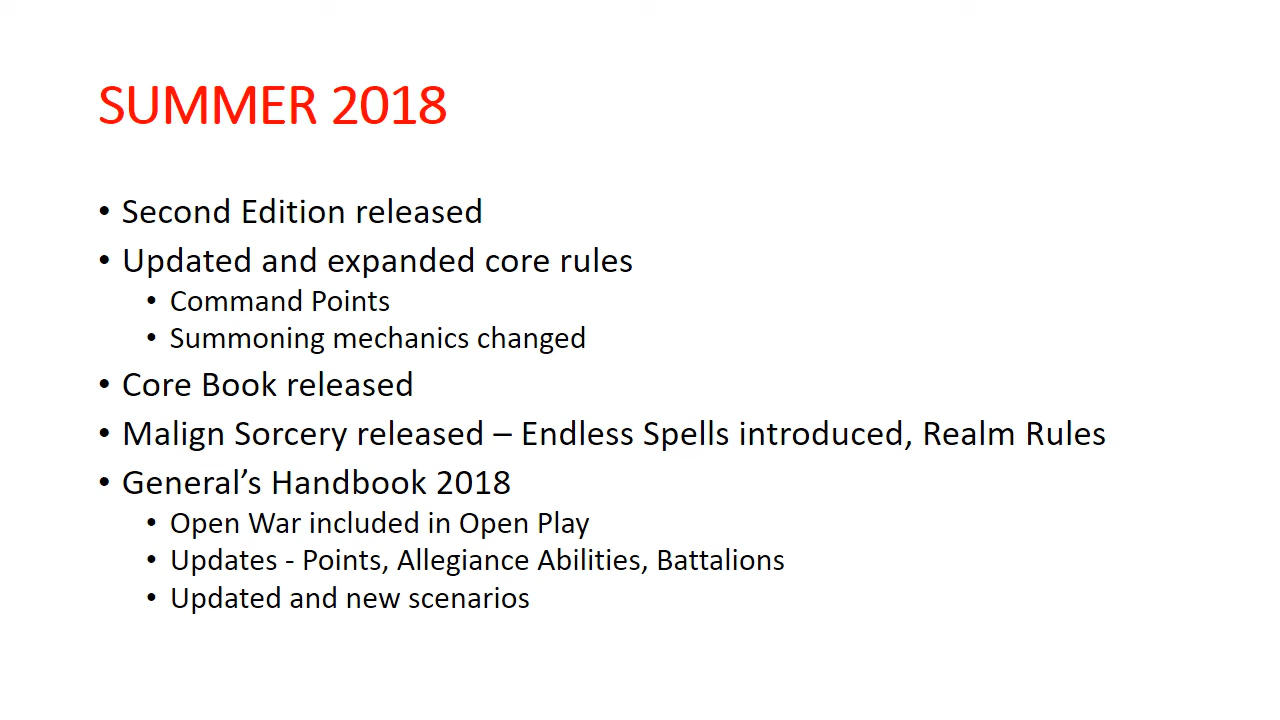 SUMMER 2018
• Second Edition released
• Updated and expanded core rules
• Command Points
• Summoning mechanics changed
• Core Book released
• Malign Sorcery released – Endless Spells introduced, Realm Rules
• General’s Handbook 2018
• Open War included in Open Play
• Updates - Points, Allegiance Abilities, Battalions
• Updated and new scenarios